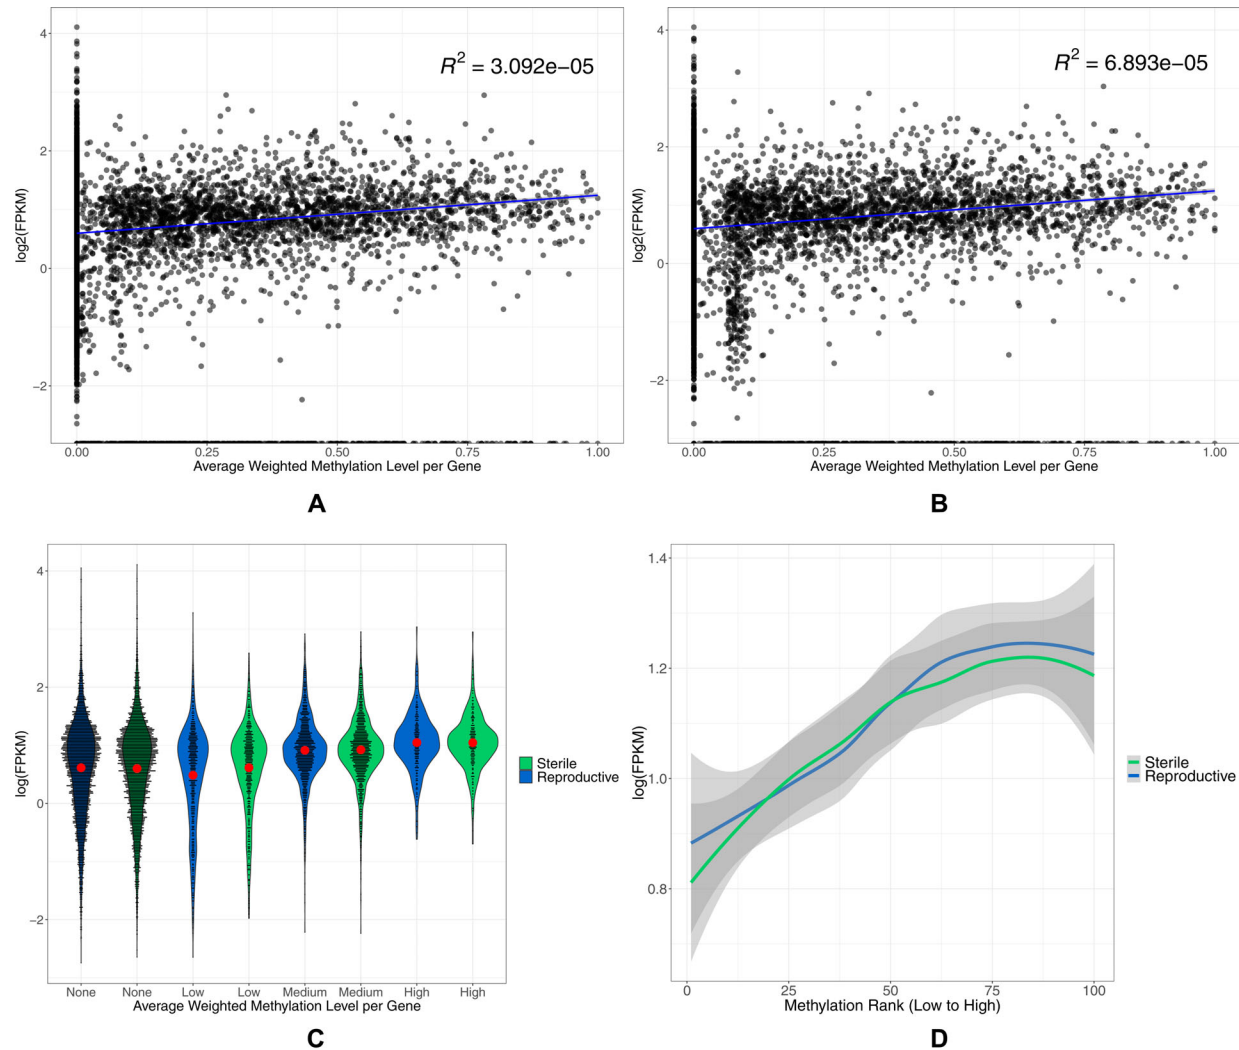 R² = 3.092e−05
log2(FPKM)
4
2
0
−2
0.00 0.25 0.50 0.75 1.00
Average Weighted Methylation Level per Gene
A
R² = 6.893e−05
log2(FPKM)
4
2
0
−2
0.00 0.25 0.50 0.75 1.00
Average Weighted Methylation Level per Gene
B
log(FPKM)
4
2
0
−2
None None Low Low Medium Medium High High
Average Weighted Methylation Level per Gene
Sterile
Reproductive
C
log(FPKM)
1.4
1.2
1.0
0.8
0 25 50 75 100
Methylation Rank (Low to High)
Sterile
Reproductive
D